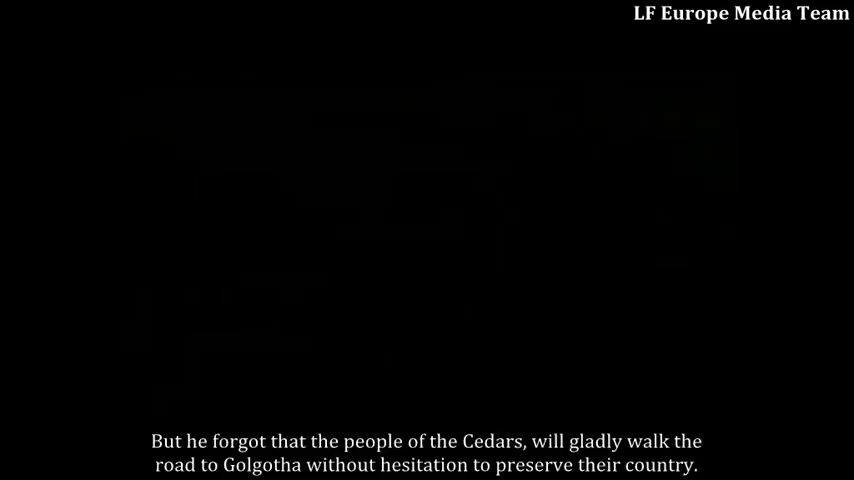 LF Europe Media Team
But he forgot that the people of the Cedars, will gladly walk the
road to Golgotha without hesitation to preserve their country.